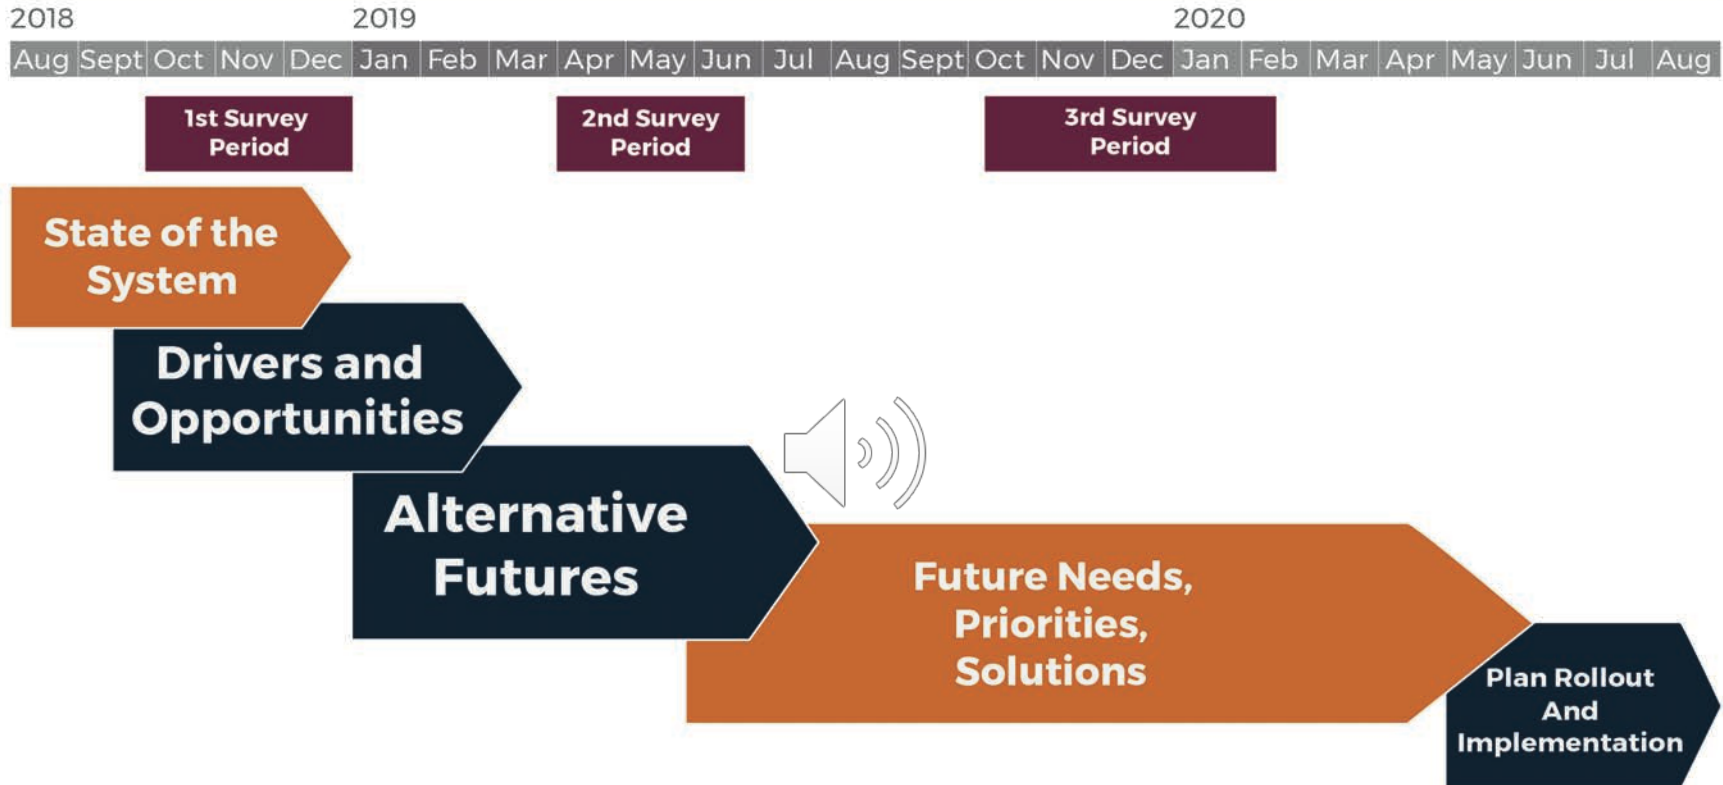 2018 2019 2020
Aug Sept Oct Nov Dec Jan Feb Mar Apr May Jun Jul Aug Sept Oct Nov Dec Jan Feb Mar Apr May Jun Jul Aug
1st Survey
Period
2nd Survey
Period
3rd Survey
Period
State of the
System
Drivers and
Opportunities
Alternative
Futures
Future Needs,
Priorities,
Solutions
Plan Rollout
And
Implementation